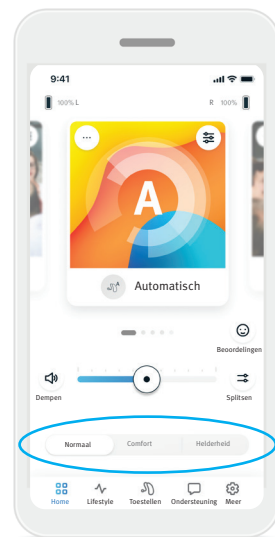 9:41
100% L
R 100%
A
Automatisch
Beoordelingen
Dempen
Splitsen
Normaal Comfort Helderheid
Home Lifestyle Toestellen Ondersteuning Meer